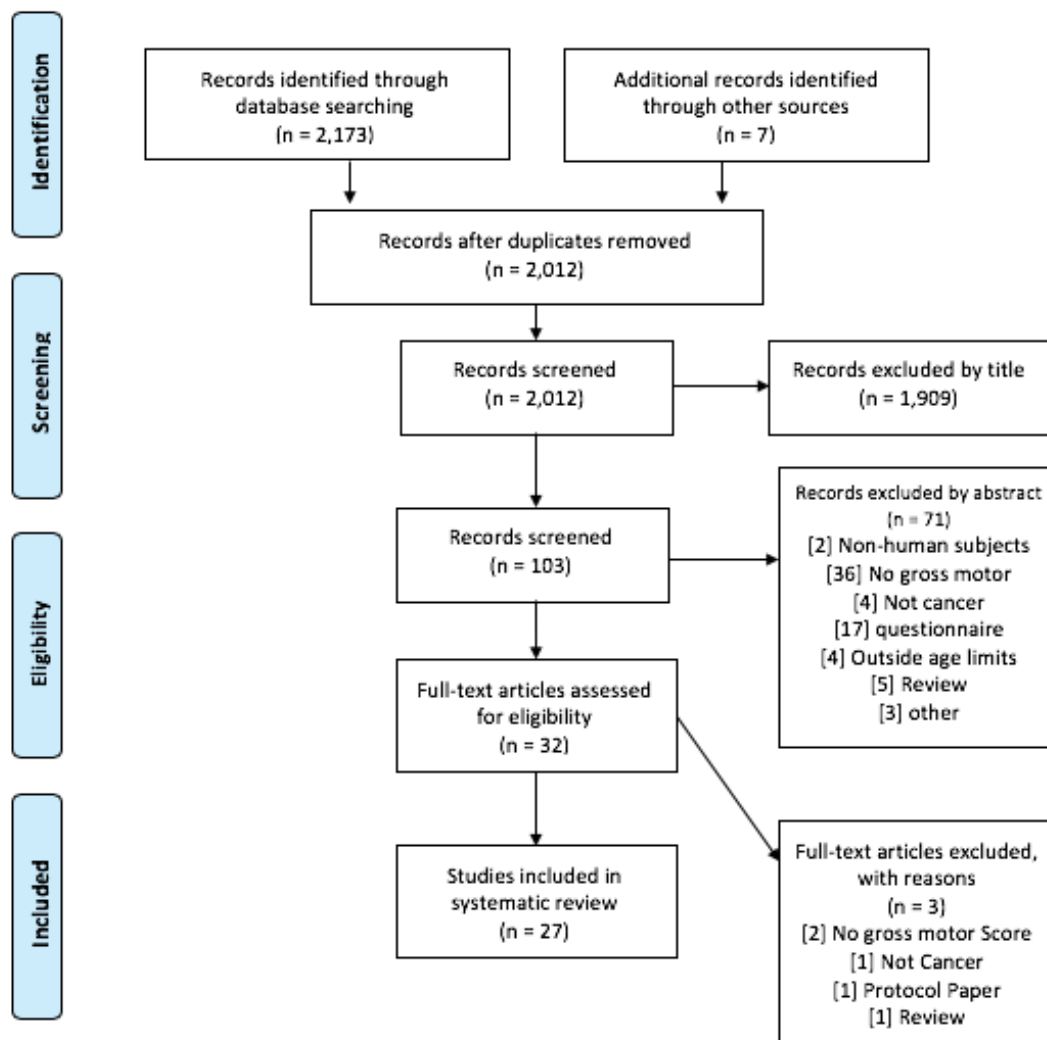 Identification
Records identified through
database searching
(n = 2,173)
Additional records identified
through other sources
(n = 7)
Records after duplicates removed
(n = 2,012)
Screening
Records screened
(n = 2,012)
Records excluded by title
(n = 1,909)
Records screened
(n = 103)
Records excluded by abstract
(n = 71)
[2] Non-human subjects
[36] No gross motor
[4] Not cancer
[17] questionnaire
[4] Outside age limits
[5] Review
[3] other
Eligibility
Full-text articles assessed
for eligibility
(n = 32)
Full-text articles excluded,
with reasons
(n = 3)
[2] No gross motor Score
[1] Not Cancer
[1] Protocol Paper
[1] Review
Included
Studies included in
systematic review
(n = 27)